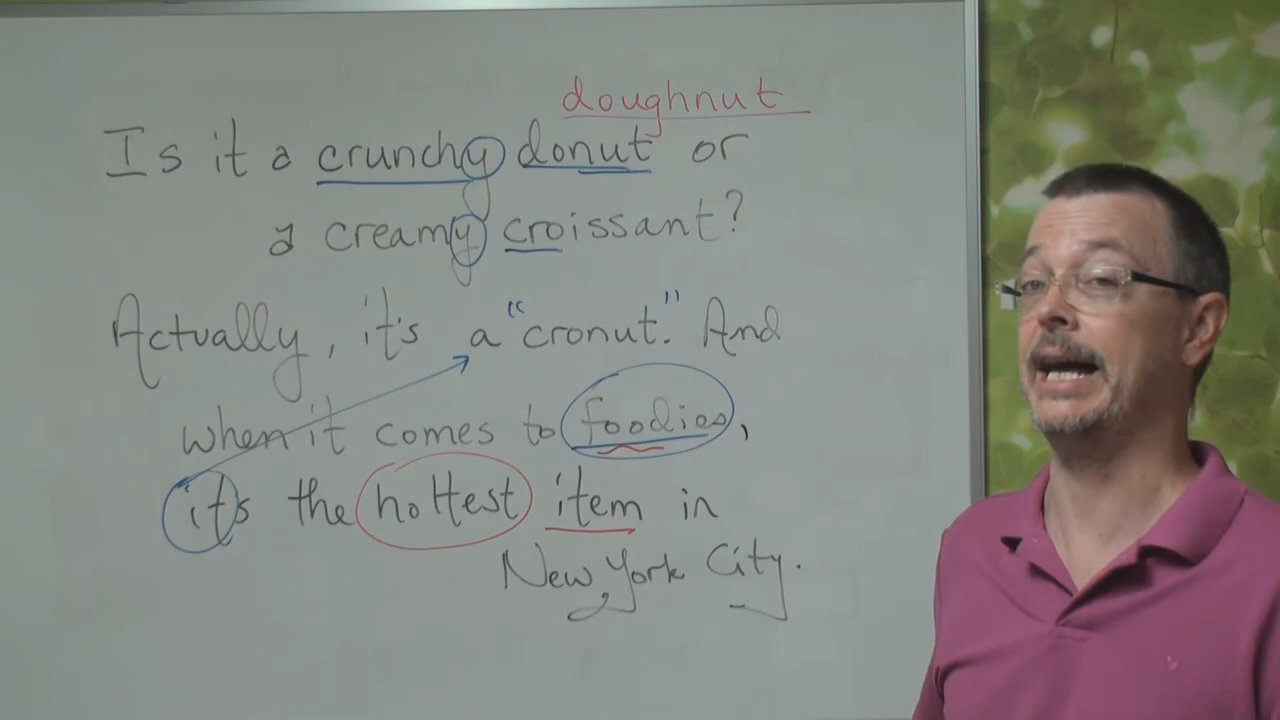 doughnut
Is it a crunchy donut or
a creamy croissant?
Actually, it's a "cronut." And
when it comes to foodies,
it's the hottest item in
New York City.